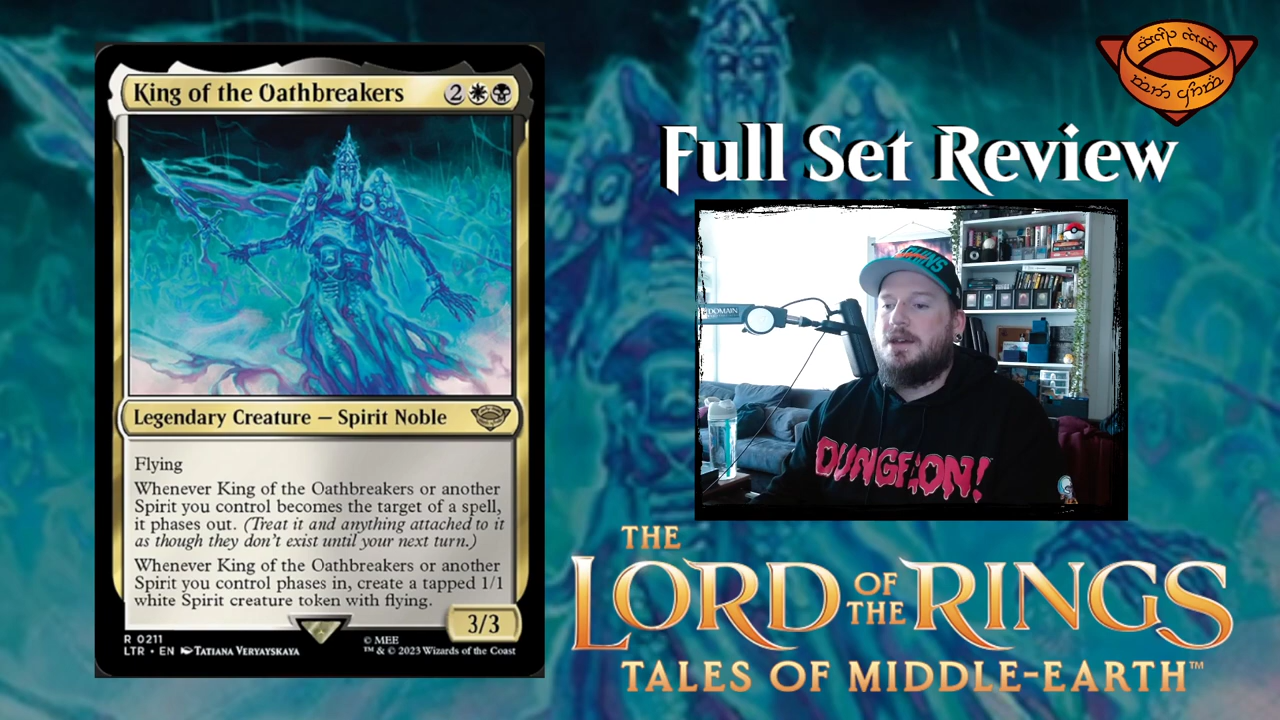 King of the Oathbreakers 2
Legendary Creature — Spirit Noble
Flying
Whenever King of the Oathbreakers or another
Spirit you control becomes the target of a spell,
it phases out. (Treat it and anything attached to it
as though they don't exist until your next turn.)
Whenever King of the Oathbreakers or another
Spirit you control phases in, create a tapped 1/1
white Spirit creature token with flying.
3/3
R 0211
LTR • EN TATIANA VERYAYSKAYA
© MEE
™ & © 2023 Wizards of the Coast
Full Set Review
DOMAIN
DUNGEON!
THE
LORD OF THE RINGS
TALES OF MIDDLE-EARTH™